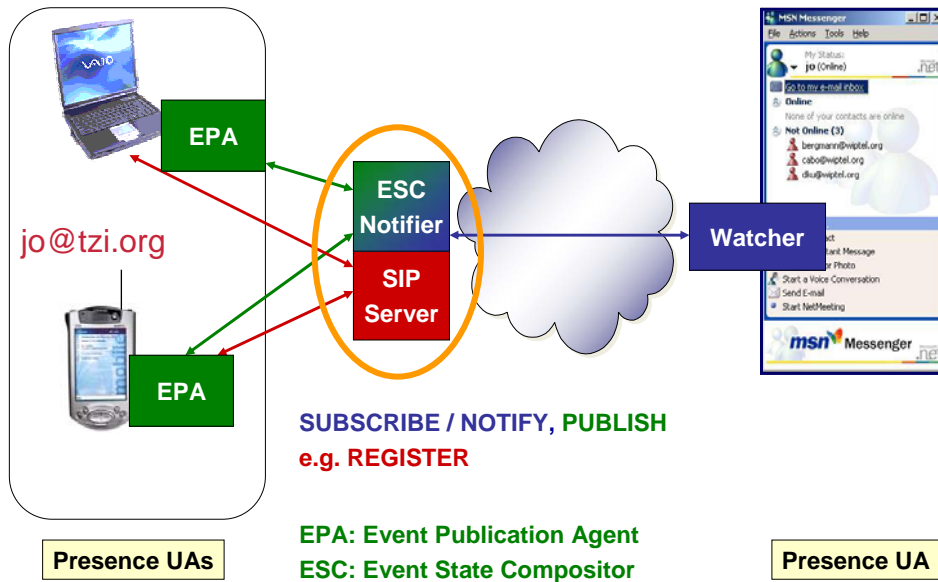 VAIO
EPA
jo@tzi.org
EPA
ESC
Notifier
SIP
Server
Watcher
MSN Messenger
File Actions Tools Help
My Status:
jo (Online)
.net
Go to my e-mail inbox
Online
None of your contacts are online
Not Online (3)
bergmann@wiptel.org
cabo@wiptel.org
dku@wiptel.org
Start a Voice Conversation
Send E-mail
Start NetMeeting
msn Messenger
.net
SUBSCRIBE / NOTIFY, PUBLISH
e.g. REGISTER
EPA: Event Publication Agent
ESC: Event State Compositor
Presence UAs
Presence UA